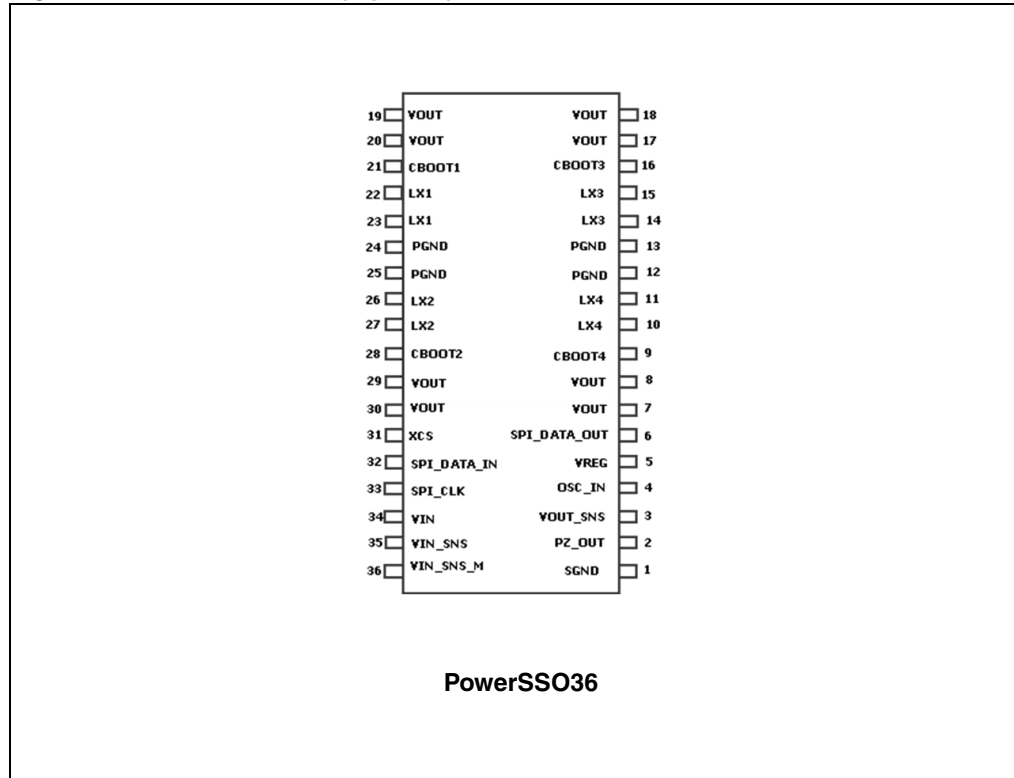 19 VOUT VOUT 18
20 VOUT VOUT 17
21 CBOOT1 CBOOT3 16
22 LX1 LX3 15
23 LX1 LX3 14
24 PGND PGND 13
25 PGND PGND 12
26 LX2 LX4 11
27 LX2 LX4 10
28 CBOOT2 CBOOT4 9
29 VOUT VOUT 8
30 VOUT VOUT 7
31 XCS SPI_DATA_OUT 6
32 SPI_DATA_IN VREG 5
33 SPI_CLK OSC_IN 4
34 VIN VOUT_SNS 3
35 VIN_SNS PZ_OUT 2
36 VIN_SNS_M SGND 1
PowerSSO36